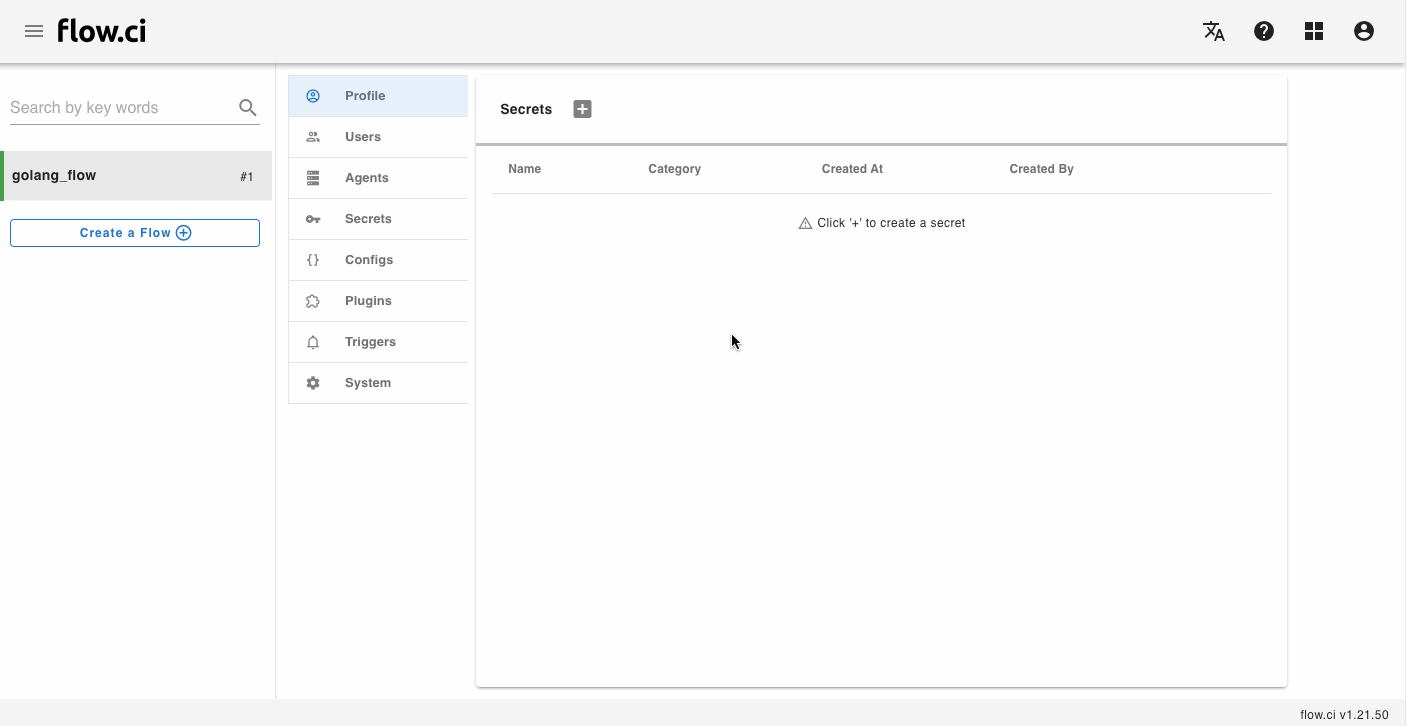 flow.ci
Search by key words
golang_flow #1
Create a Flow
Profile
Users
Agents
Secrets
Configs
Plugins
Triggers
System
Secrets
Name Category Created At Created By
Click '+' to create a secret
flow.ci v1.21.50